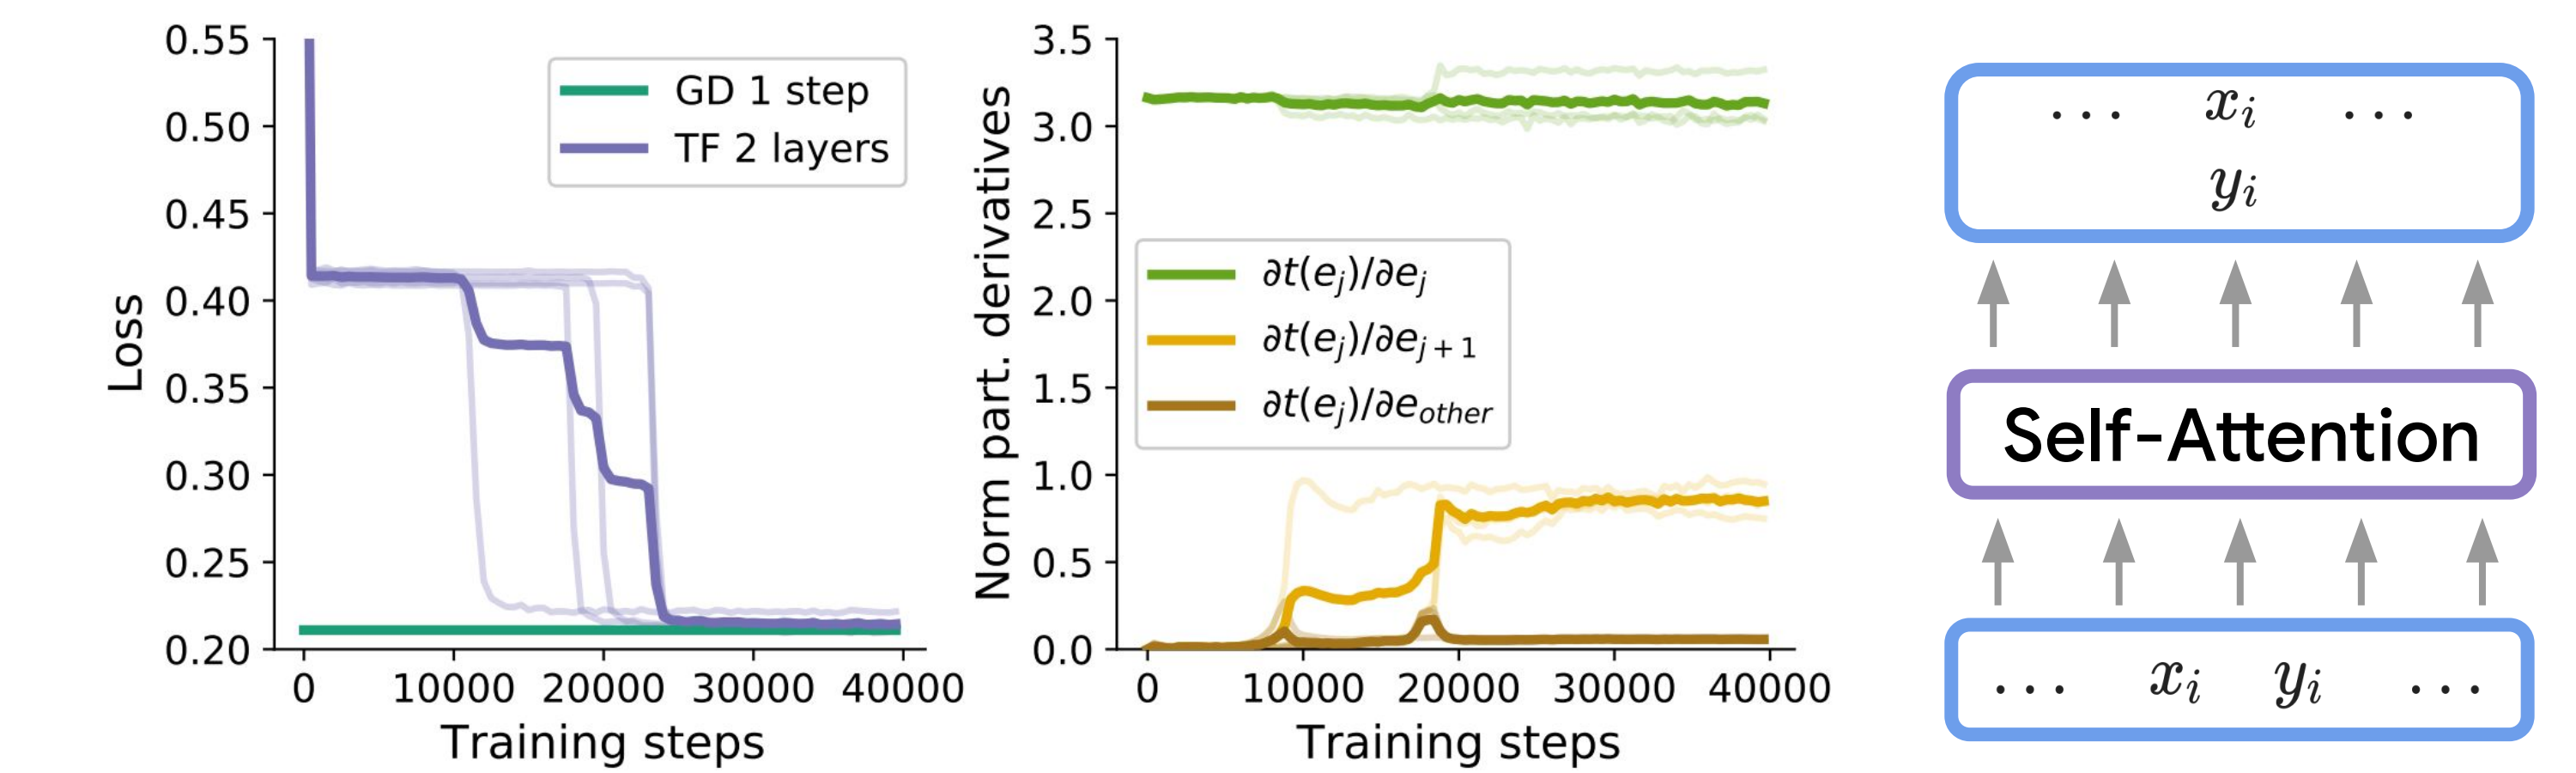 Loss
0.55
0.50
0.45
0.40
0.35
0.30
0.25
0.20
GD 1 step
TF 2 layers
0 10000 20000 30000 40000
Training steps
Norm part. derivatives
3.5
3.0
2.5
2.0
1.5
1.0
0.5
0.0
∂t(e_j)/∂e_j
∂t(e_j)/∂e_{j+1}
∂t(e_j)/∂e_{other}
0 10000 20000 30000 40000
Training steps
... x_i ...
y_i
Self-Attention
... x_i y_i ...